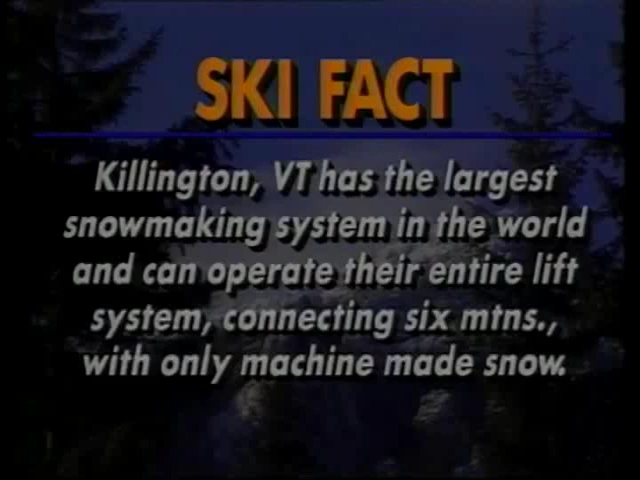 SKI FACT
Killington, VT has the largest
snowmaking system in the world
and can operate their entire lift
system, connecting six mtns.,
with only machine made snow.